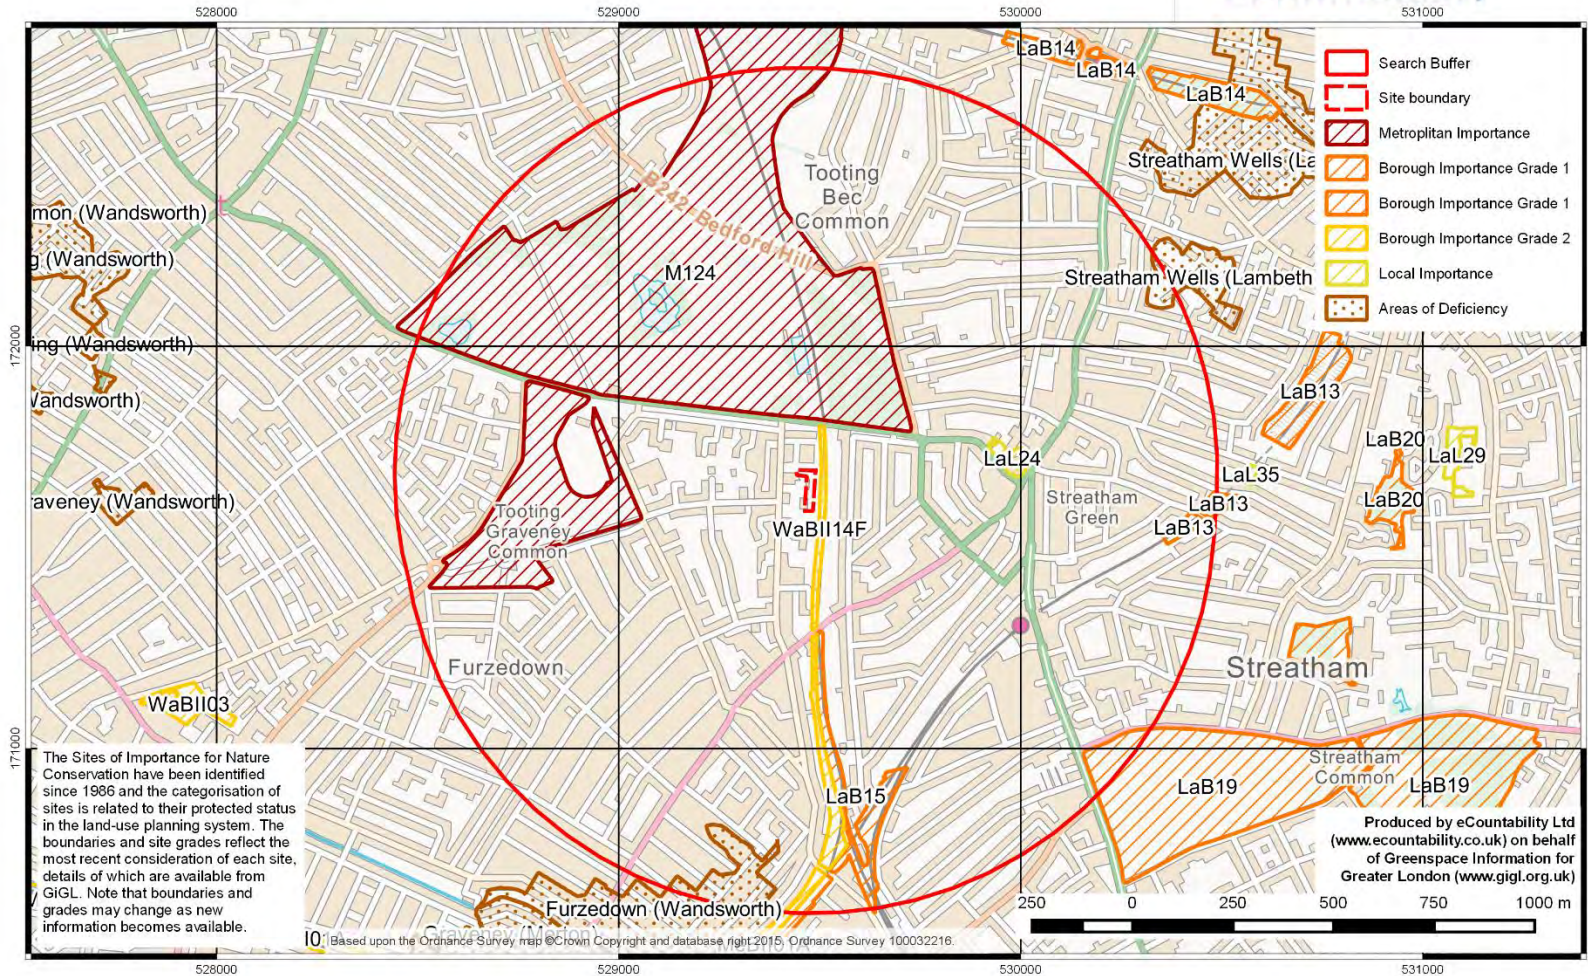 528000
529000
530000
531000
LaB14
LaB14
LaB14
Search Buffer
Site boundary
Metroplitan Importance
Borough Importance Grade 1
Borough Importance Grade 1
Borough Importance Grade 2
Local Importance
Areas of Deficiency
Streatham Wells (La
Tooting
Bec
Common
B242 Bedford Hill
mon (Wandsworth)
g (Wandsworth)
M124
Streatham Wells (Lambeth
172000
ing (Wandsworth)
Wandsworth)
LaB13
LaB20
LaL29
LaL24
LaL35
raveney (Wandsworth)
Streatham
Green
LaB13
LaB20
Tooting
Graveney
Common
WaBII14F
LaB13
Furzedown
Streatham
WaBII03
171000
The Sites of Importance for Nature
Conservation have been identified
since 1986 and the categorisation of
sites is related to their protected status
in the land-use planning system. The
boundaries and site grades reflect the
most recent consideration of each site,
details of which are available from
GiGL. Note that boundaries and
grades may change as new
information becomes available.
Streatham
Common
LaB19
LaB19
LaB15
Produced by eCountability Ltd
(www.ecountability.co.uk) on behalf
of Greenspace Information for
Greater London (www.gigl.org.uk)
Furzedown (Wandsworth)
250 0 250 500 750 1000 m
Graveney (Merton)
Based upon the Ordnance Survey map ©Crown Copyright and database right 2015. Ordnance Survey 100032216.
528000
529000
530000
531000